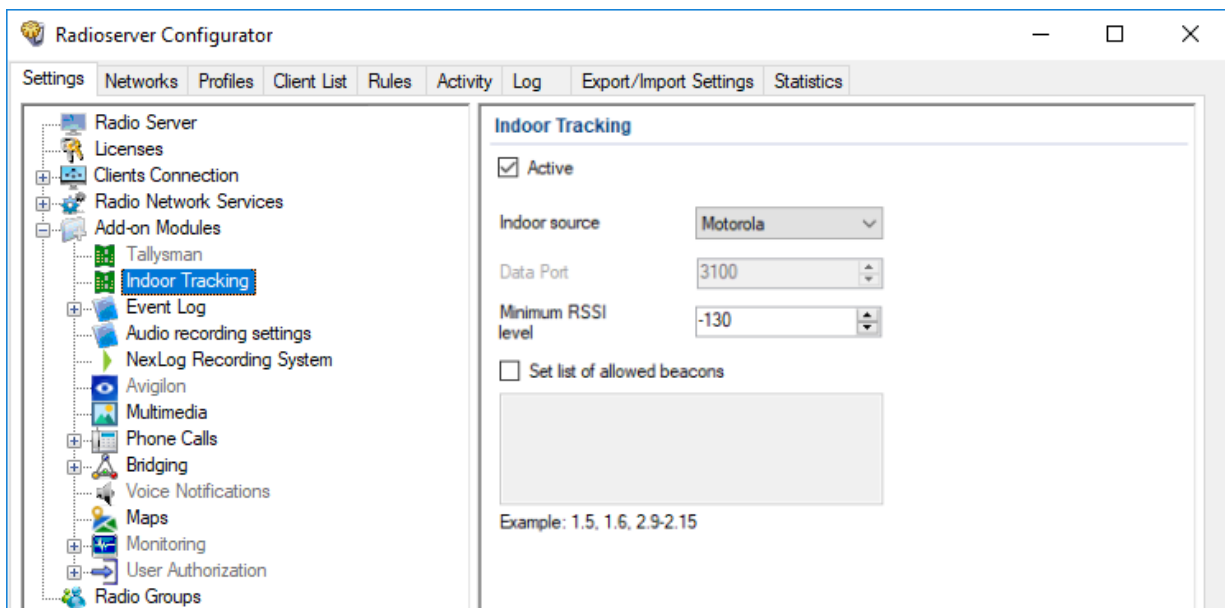 Radioserver Configurator
Settings Networks Profiles Client List Rules Activity Log Export/Import Settings Statistics
Radio Server
Licenses
Clients Connection
Radio Network Services
Add-on Modules
Tallysman
Indoor Tracking
Event Log
Audio recording settings
NexLog Recording System
Avigilon
Multimedia
Phone Calls
Bridging
Voice Notifications
Maps
Monitoring
User Authorization
Radio Groups
Indoor Tracking
Active
Indoor source Motorola
Data Port 3100
Minimum RSSI
level -130
Set list of allowed beacons
Example: 1.5, 1.6, 2.9-2.15